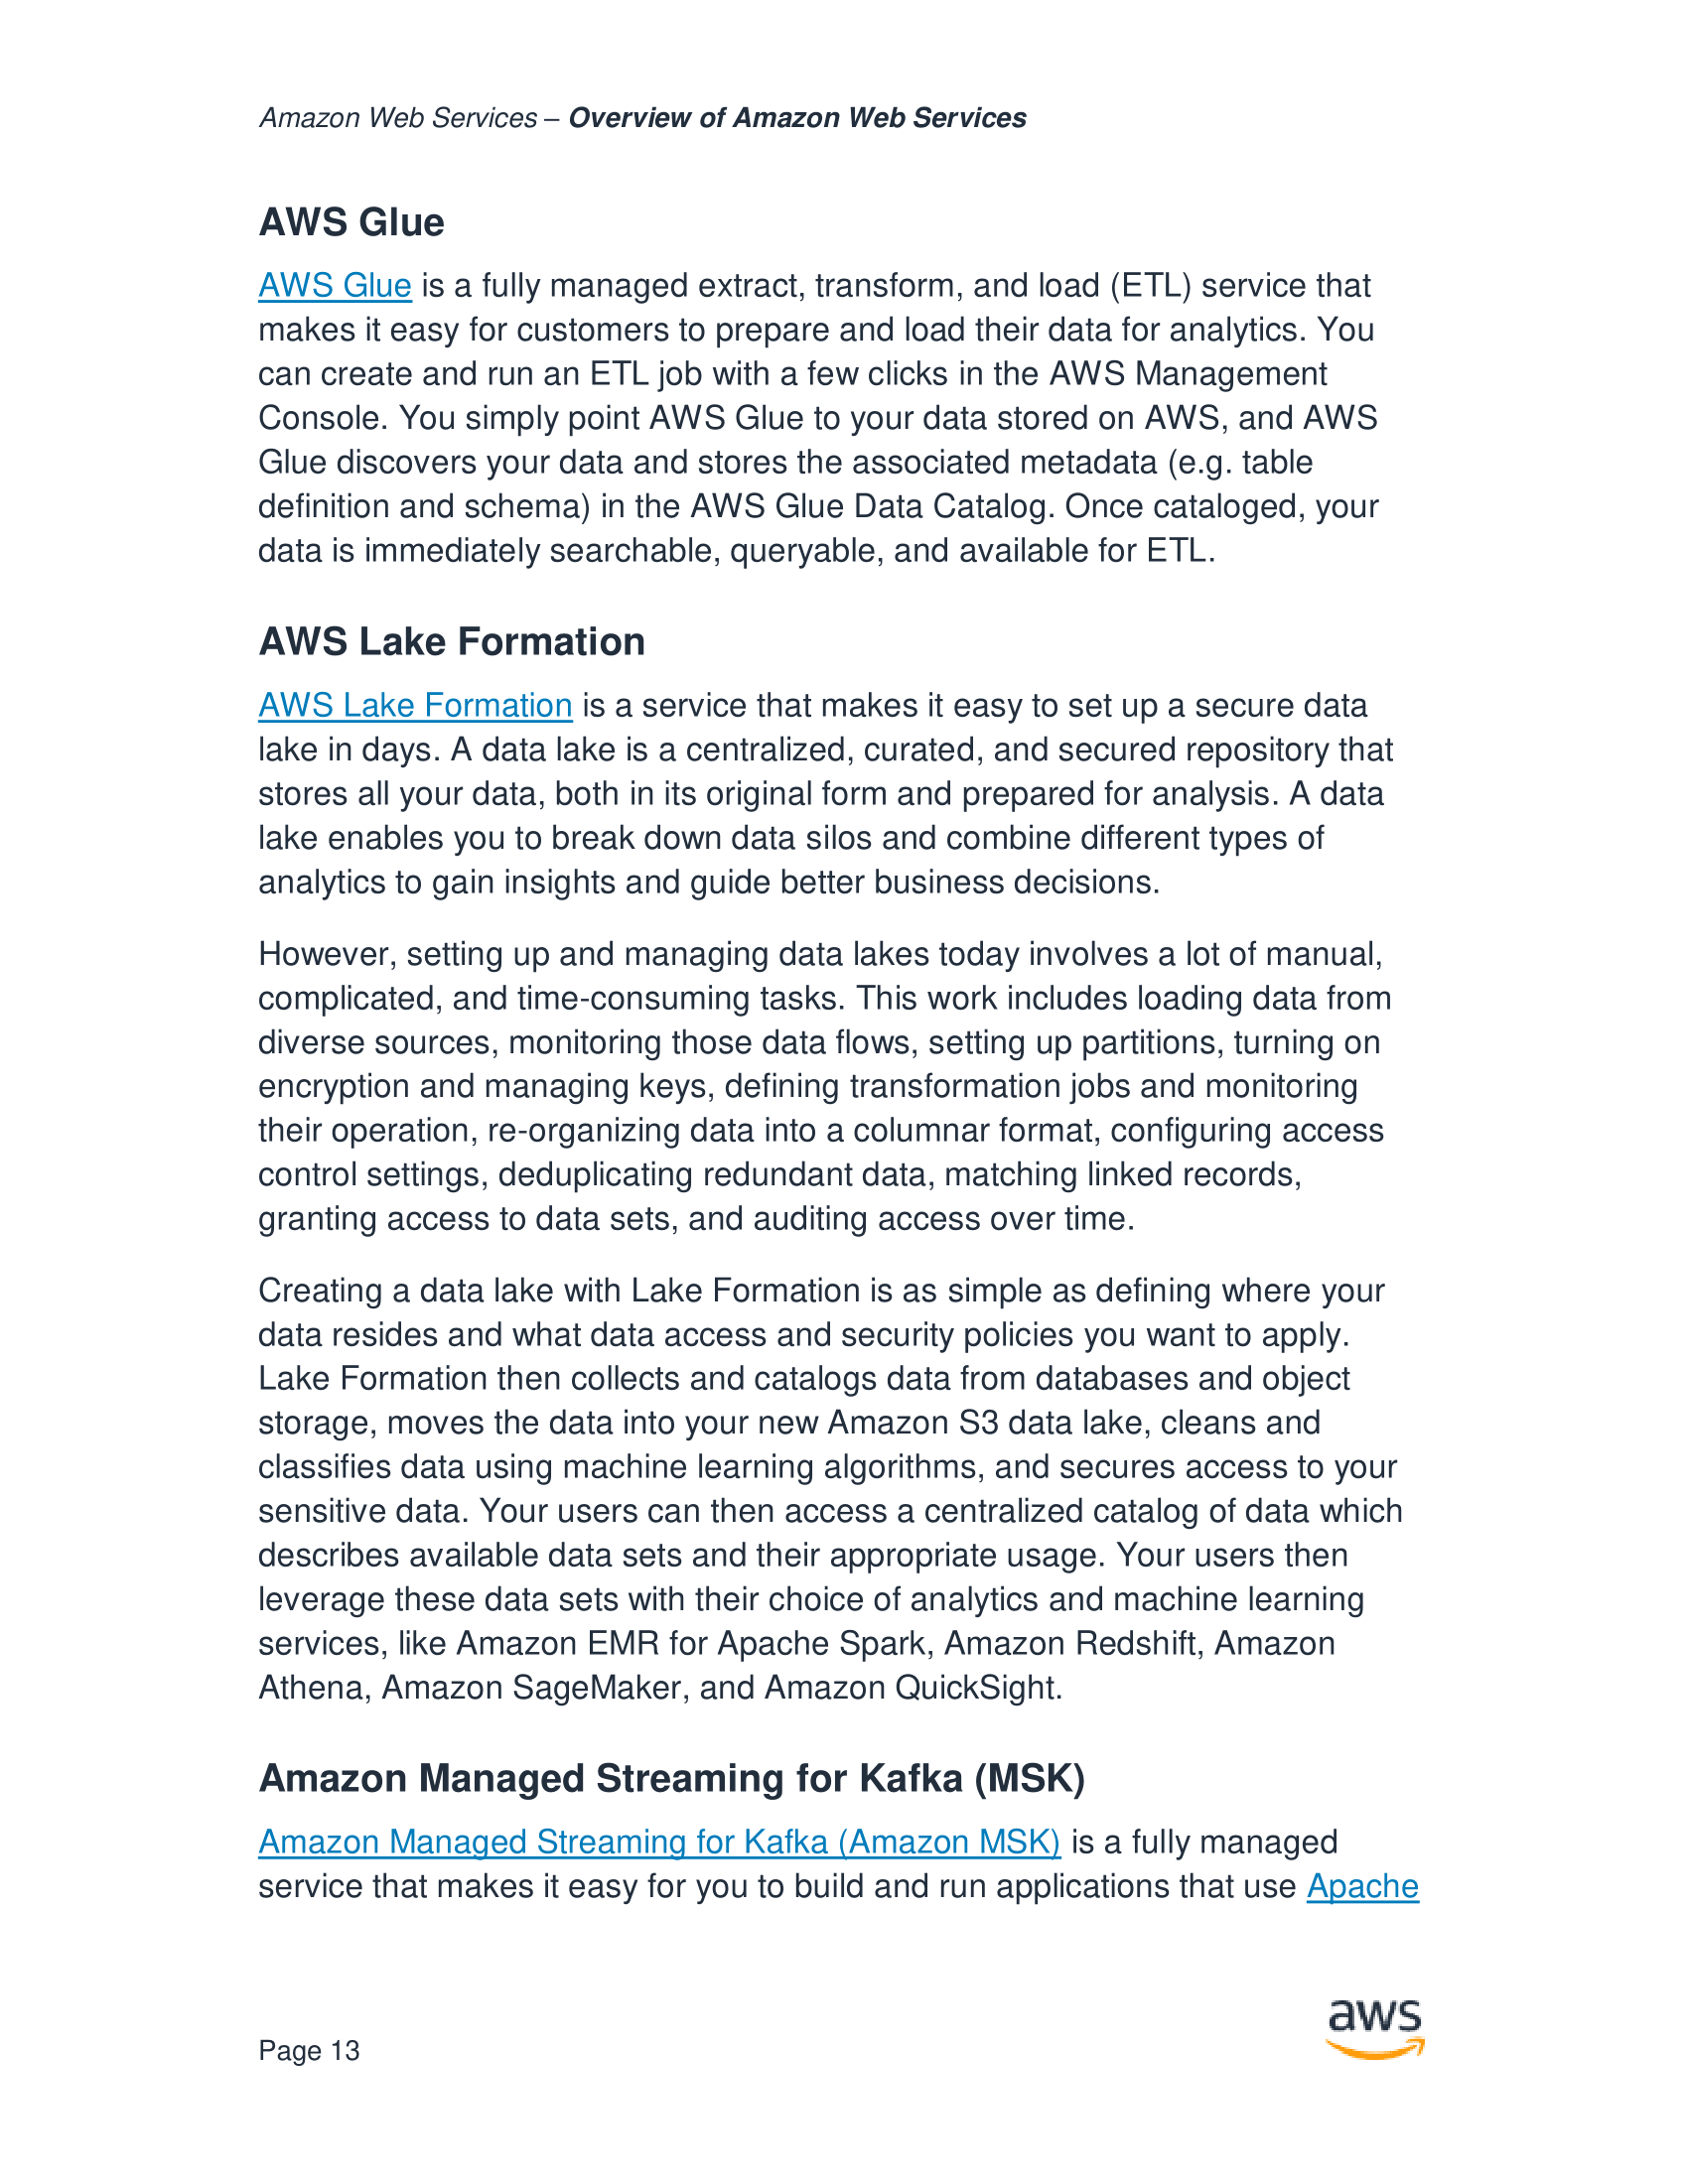 Amazon Web Services – Overview of Amazon Web Services
AWS Glue
AWS Glue is a fully managed extract, transform, and load (ETL) service that
makes it easy for customers to prepare and load their data for analytics. You
can create and run an ETL job with a few clicks in the AWS Management
Console. You simply point AWS Glue to your data stored on AWS, and AWS
Glue discovers your data and stores the associated metadata (e.g. table
definition and schema) in the AWS Glue Data Catalog. Once cataloged, your
data is immediately searchable, queryable, and available for ETL.
AWS Lake Formation
AWS Lake Formation is a service that makes it easy to set up a secure data
lake in days. A data lake is a centralized, curated, and secured repository that
stores all your data, both in its original form and prepared for analysis. A data
lake enables you to break down data silos and combine different types of
analytics to gain insights and guide better business decisions.
However, setting up and managing data lakes today involves a lot of manual,
complicated, and time-consuming tasks. This work includes loading data from
diverse sources, monitoring those data flows, setting up partitions, turning on
encryption and managing keys, defining transformation jobs and monitoring
their operation, re-organizing data into a columnar format, configuring access
control settings, deduplicating redundant data, matching linked records,
granting access to data sets, and auditing access over time.
Creating a data lake with Lake Formation is as simple as defining where your
data resides and what data access and security policies you want to apply.
Lake Formation then collects and catalogs data from databases and object
storage, moves the data into your new Amazon S3 data lake, cleans and
classifies data using machine learning algorithms, and secures access to your
sensitive data. Your users can then access a centralized catalog of data which
describes available data sets and their appropriate usage. Your users then
leverage these data sets with their choice of analytics and machine learning
services, like Amazon EMR for Apache Spark, Amazon Redshift, Amazon
Athena, Amazon SageMaker, and Amazon QuickSight.
Amazon Managed Streaming for Kafka (MSK)
Amazon Managed Streaming for Kafka (Amazon MSK) is a fully managed
service that makes it easy for you to build and run applications that use Apache
aws
Page 13